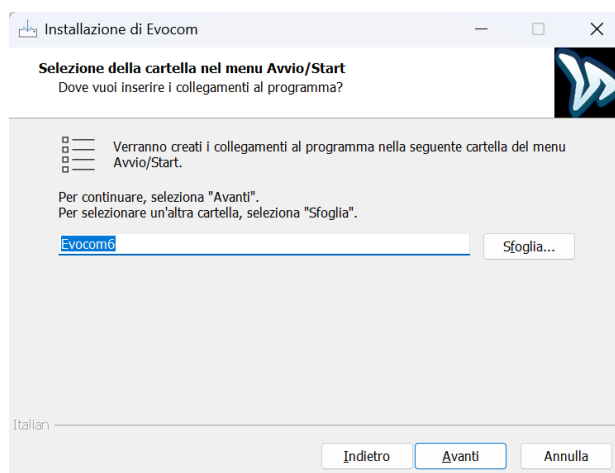 Installazione di Evocom
Selezione della cartella nel menu Avvio/Start
Dove vuoi inserire i collegamenti al programma?
Verranno creati i collegamenti al programma nella seguente cartella del menu
Avvio/Start.
Per continuare, seleziona "Avanti".
Per selezionare un'altra cartella, seleziona "Sfoglia".
Evocom6
Sfoglia...
Italian
Indietro
Avanti
Annulla